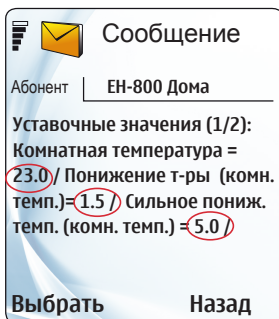 Сообщение
Абонент EH-800 Дома
Уставочные значения (1/2):
Комнатная температура =
23.0 / Понижение т-ры (комн.
темп.)= 1.5 / Сильное пониж.
темп. (комн. темп.) = 5.0 /
Выбрать Назад